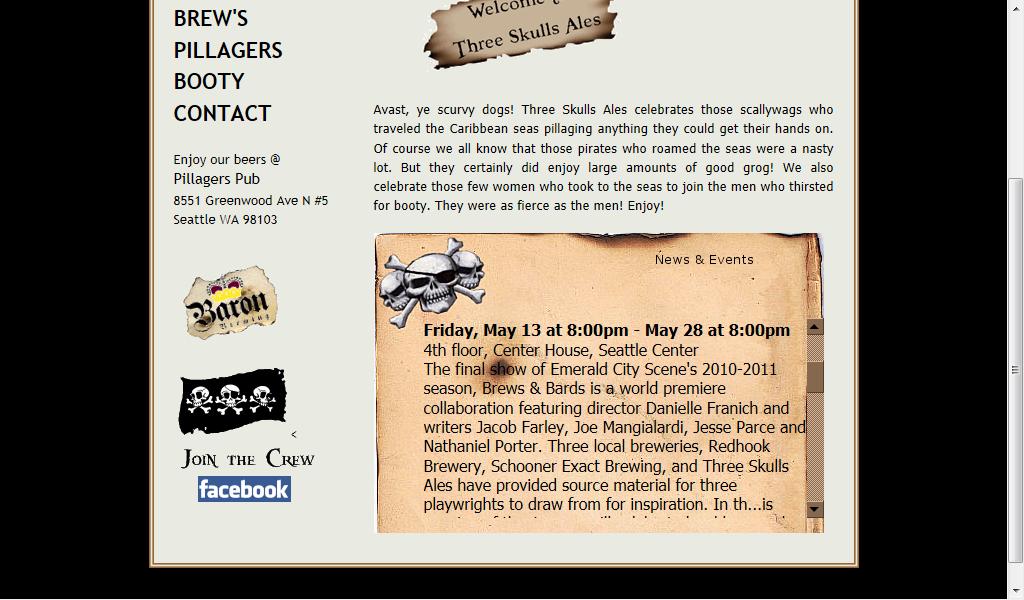 BREW'S
PILLAGERS
BOOTY
CONTACT
Enjoy our beers @
Pillagers Pub
8551 Greenwood Ave N #5
Seattle WA 98103
Baron
Brewing
<
Join the Crew
facebook
Welcome t
Three Skulls Ales
Avast, ye scurvy dogs! Three Skulls Ales celebrates those scallywags who
traveled the Caribbean seas pillaging anything they could get their hands on.
Of course we all know that those pirates who roamed the seas were a nasty
lot. But they certainly did enjoy large amounts of good grog! We also
celebrate those few women who took to the seas to join the men who thirsted
for booty. They were as fierce as the men! Enjoy!
News & Events
Friday, May 13 at 8:00pm - May 28 at 8:00pm
4th floor, Center House, Seattle Center
The final show of Emerald City Scene's 2010-2011
season, Brews & Bards is a world premiere
collaboration featuring director Danielle Franich and
writers Jacob Farley, Joe Mangialardi, Jesse Parce and
Nathaniel Porter. Three local breweries, Redhook
Brewery, Schooner Exact Brewing, and Three Skulls
Ales have provided source material for three
playwrights to draw from for inspiration. In th...is